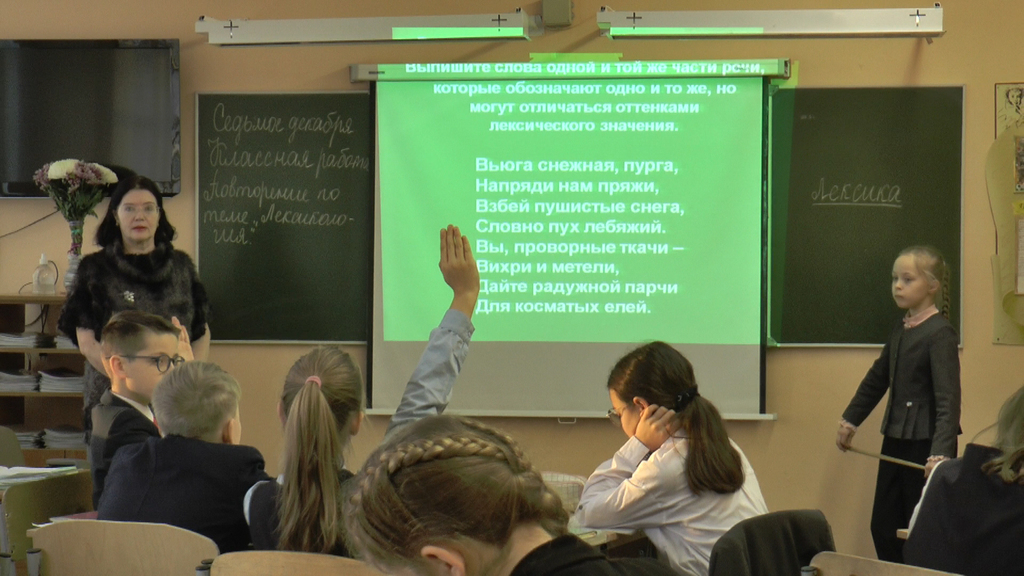 Седьмое декабря
Классная работа
Повторение по
теме „Лексиколо-
гия."
Выпишите слова одной и той же части речи,
которые обозначают одно и то же, но
могут отличаться оттенками
лексического значения.
Вьюга снежная, пурга,
Напряди нам пряжи,
Взбей пушистые снега,
Словно пух лебяжий.
Вы, проворные ткачи –
Вихри и метели,
Дайте радужной парчи
Для косматых елей.
Лексика